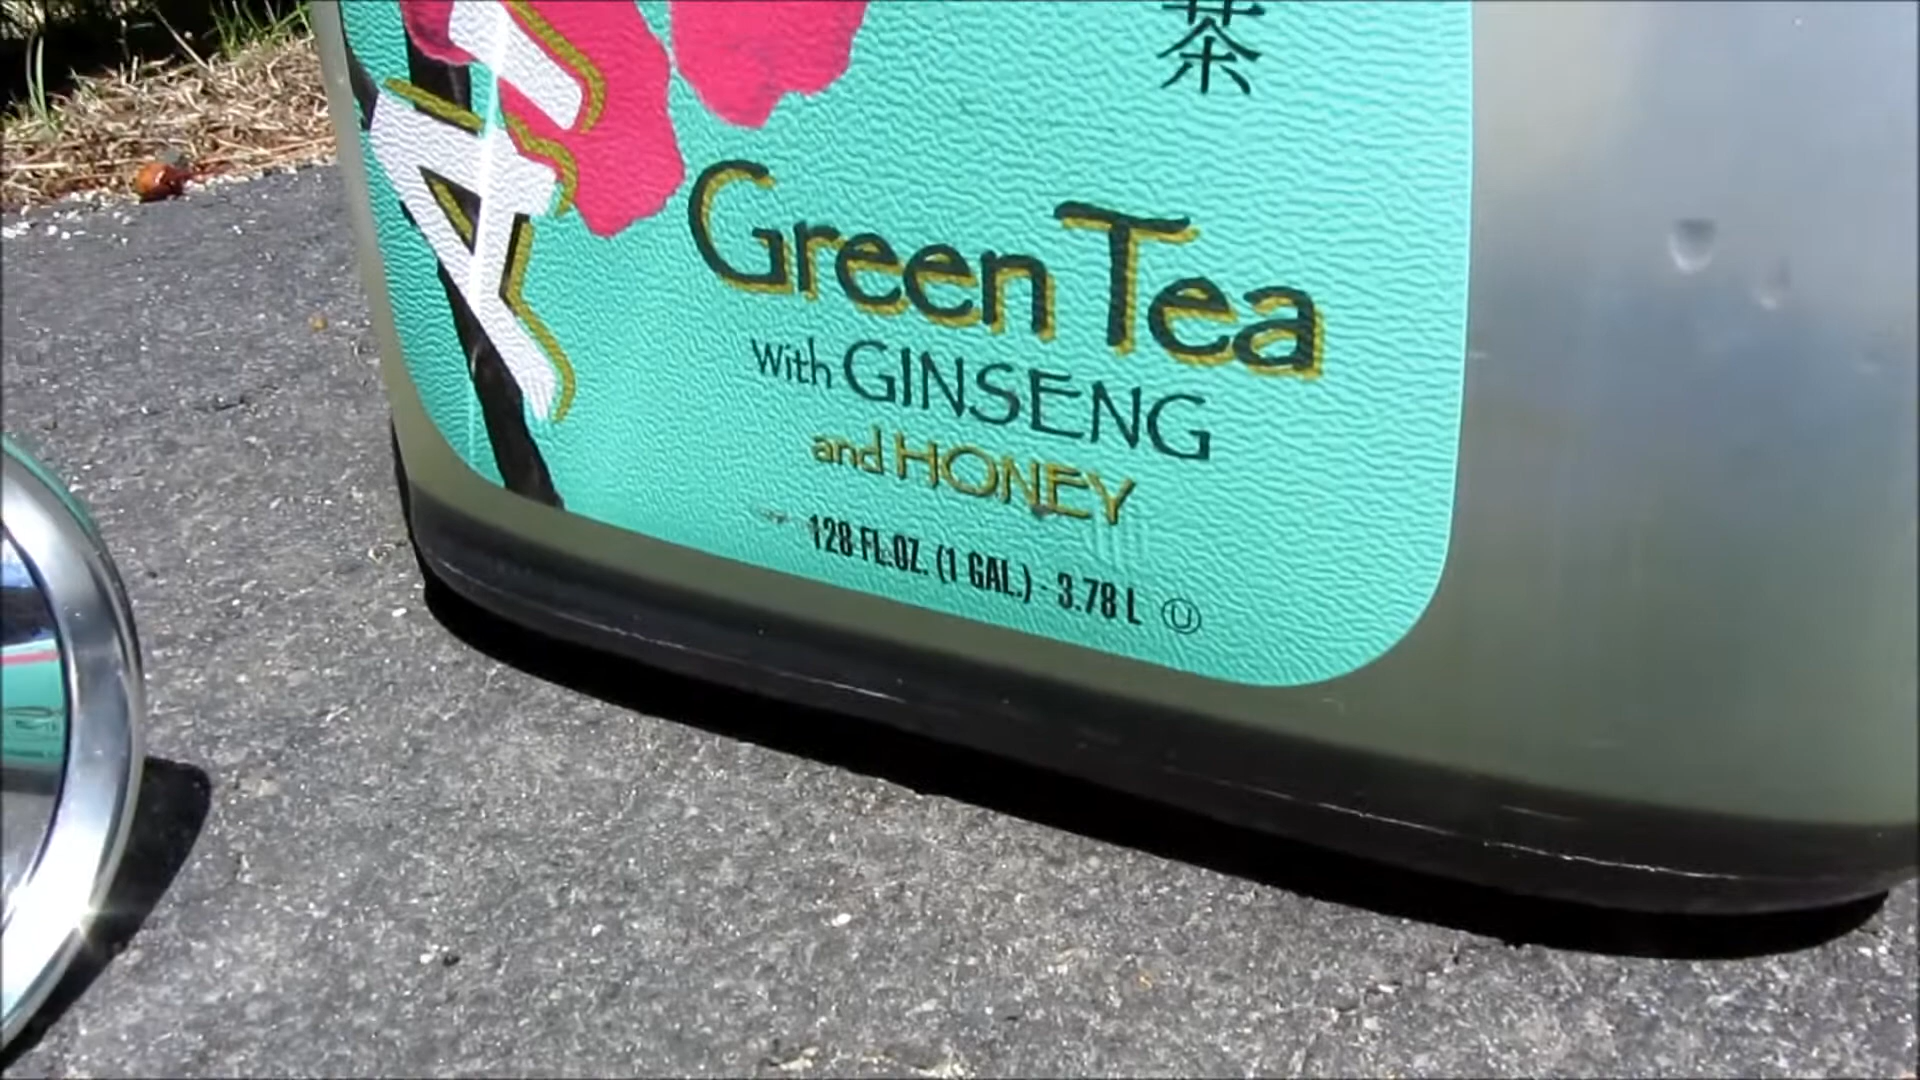 茶
Green Tea
With GINSENG
and HONEY
128 FL.OZ. (1 GAL.) - 3.78 L U